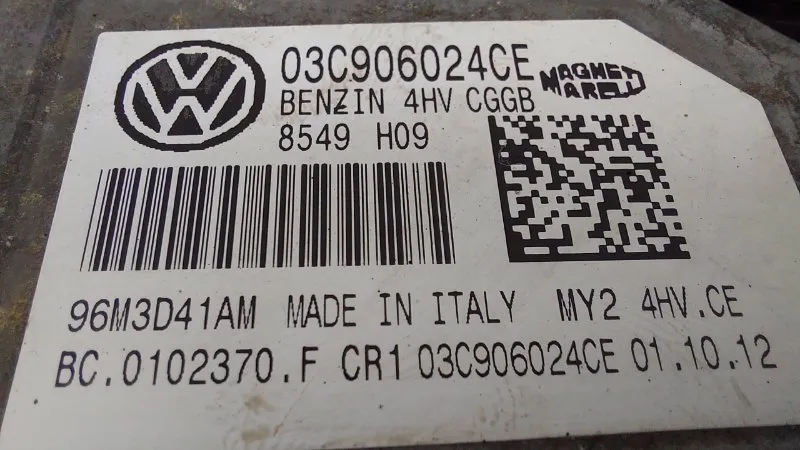 03C906024CE
MAGNETI
MARELLI
BENZIN 4HV CGGB
8549 H09
96M3D41AM MADE IN ITALY MY2 4HV.CE
BC.0102370.F CR1 03C906024CE 01.10.12